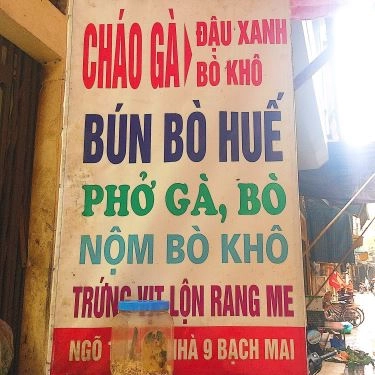 CHÁO GÀ ĐẬU XANH
BÒ KHÔ
BÚN BÒ HUẾ
PHỞ GÀ, BÒ
NỘM BÒ KHÔ
TRỨNG VỊT LỘN RANG ME
NGÕ NHÀ 9 BẠCH MAI